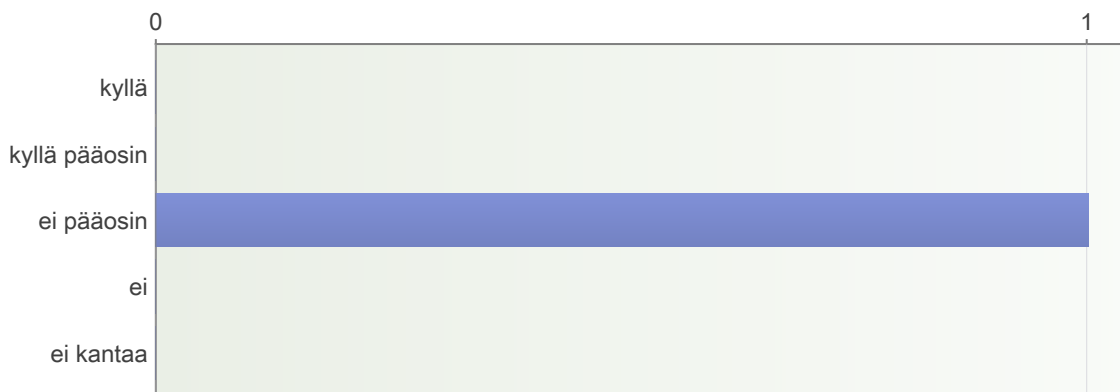 0 1
kyllä
kyllä pääosin
ei pääosin
ei
ei kantaa